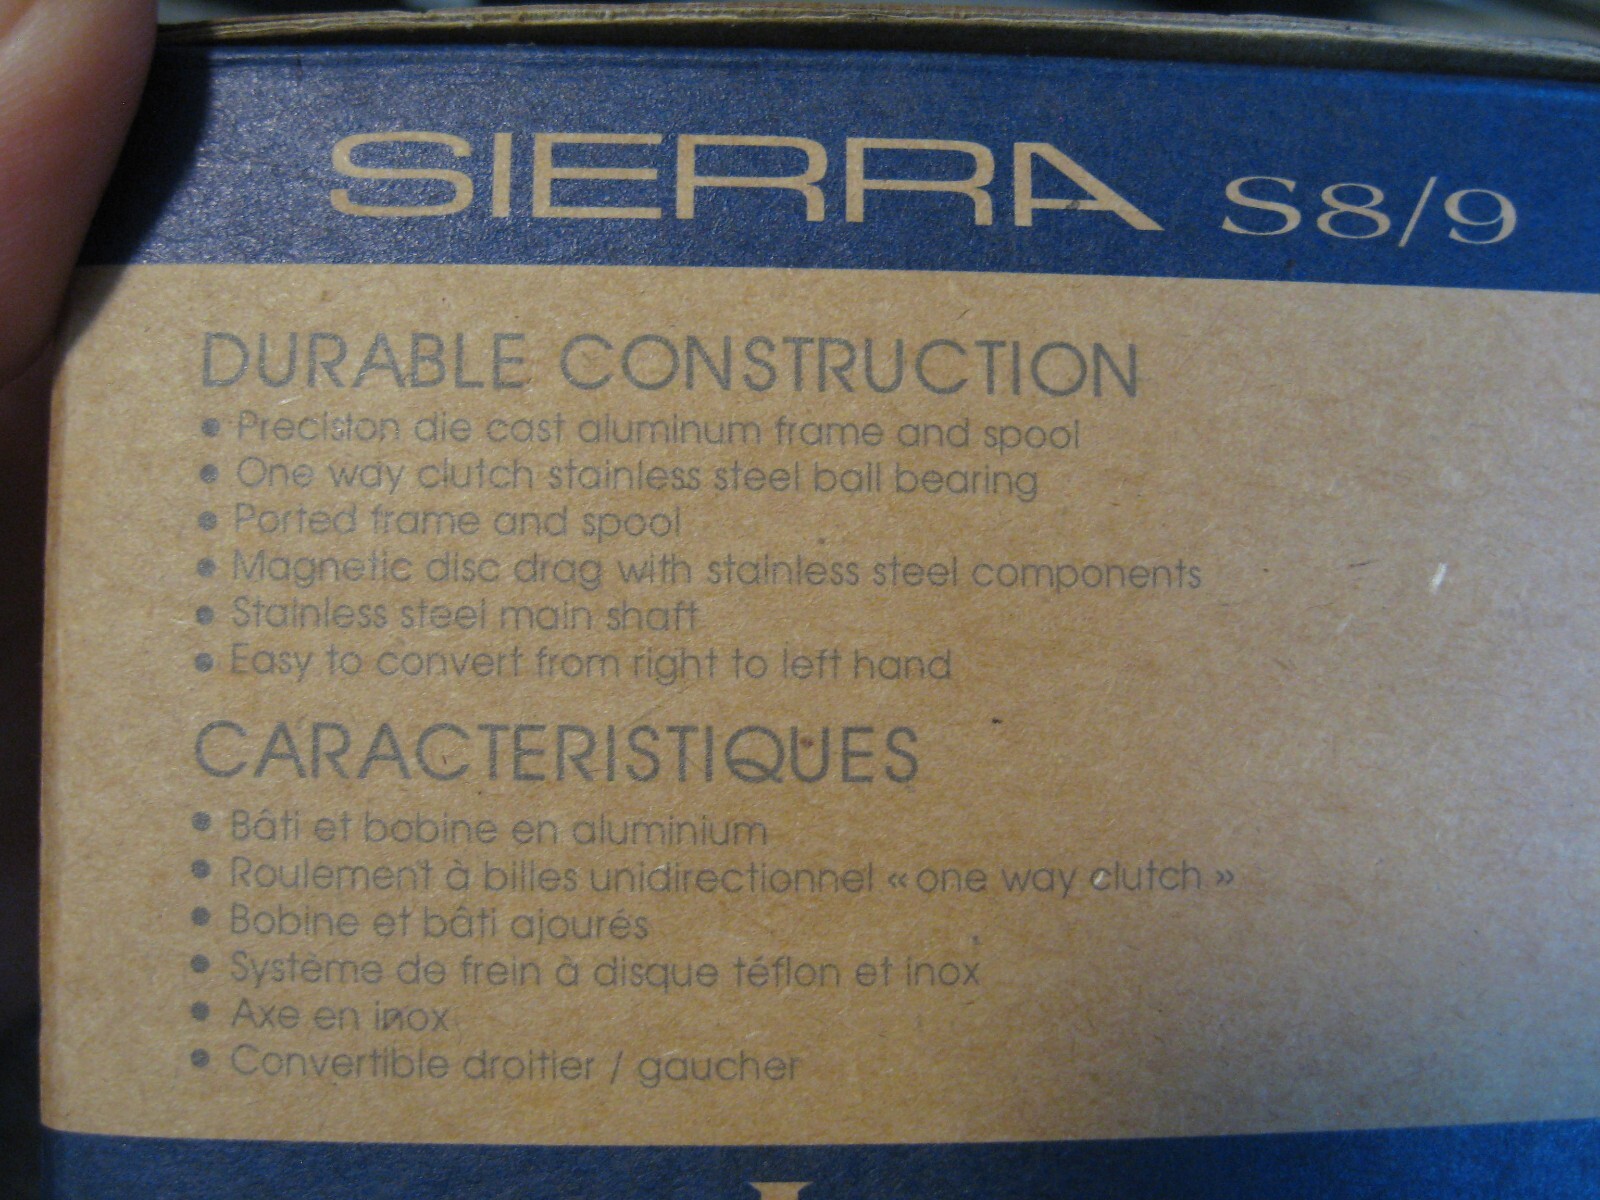 SIERRA S8/9
DURABLE CONSTRUCTION
• Precision die cast aluminum frame and spool
• One way clutch stainless steel ball bearing
• Ported frame and spool
• Magnetic disc drag with stainless steel components
• Stainless steel main shaft
• Easy to convert from right to left hand
CARACTERISTIQUES
• Bâti et bobine en aluminium
• Roulement à billes unidirectionnel « one way clutch »
• Bobine et bâti ajourés
• Système de frein à disque téflon et inox
• Axe en inox
• Convertible droitier / gaucher